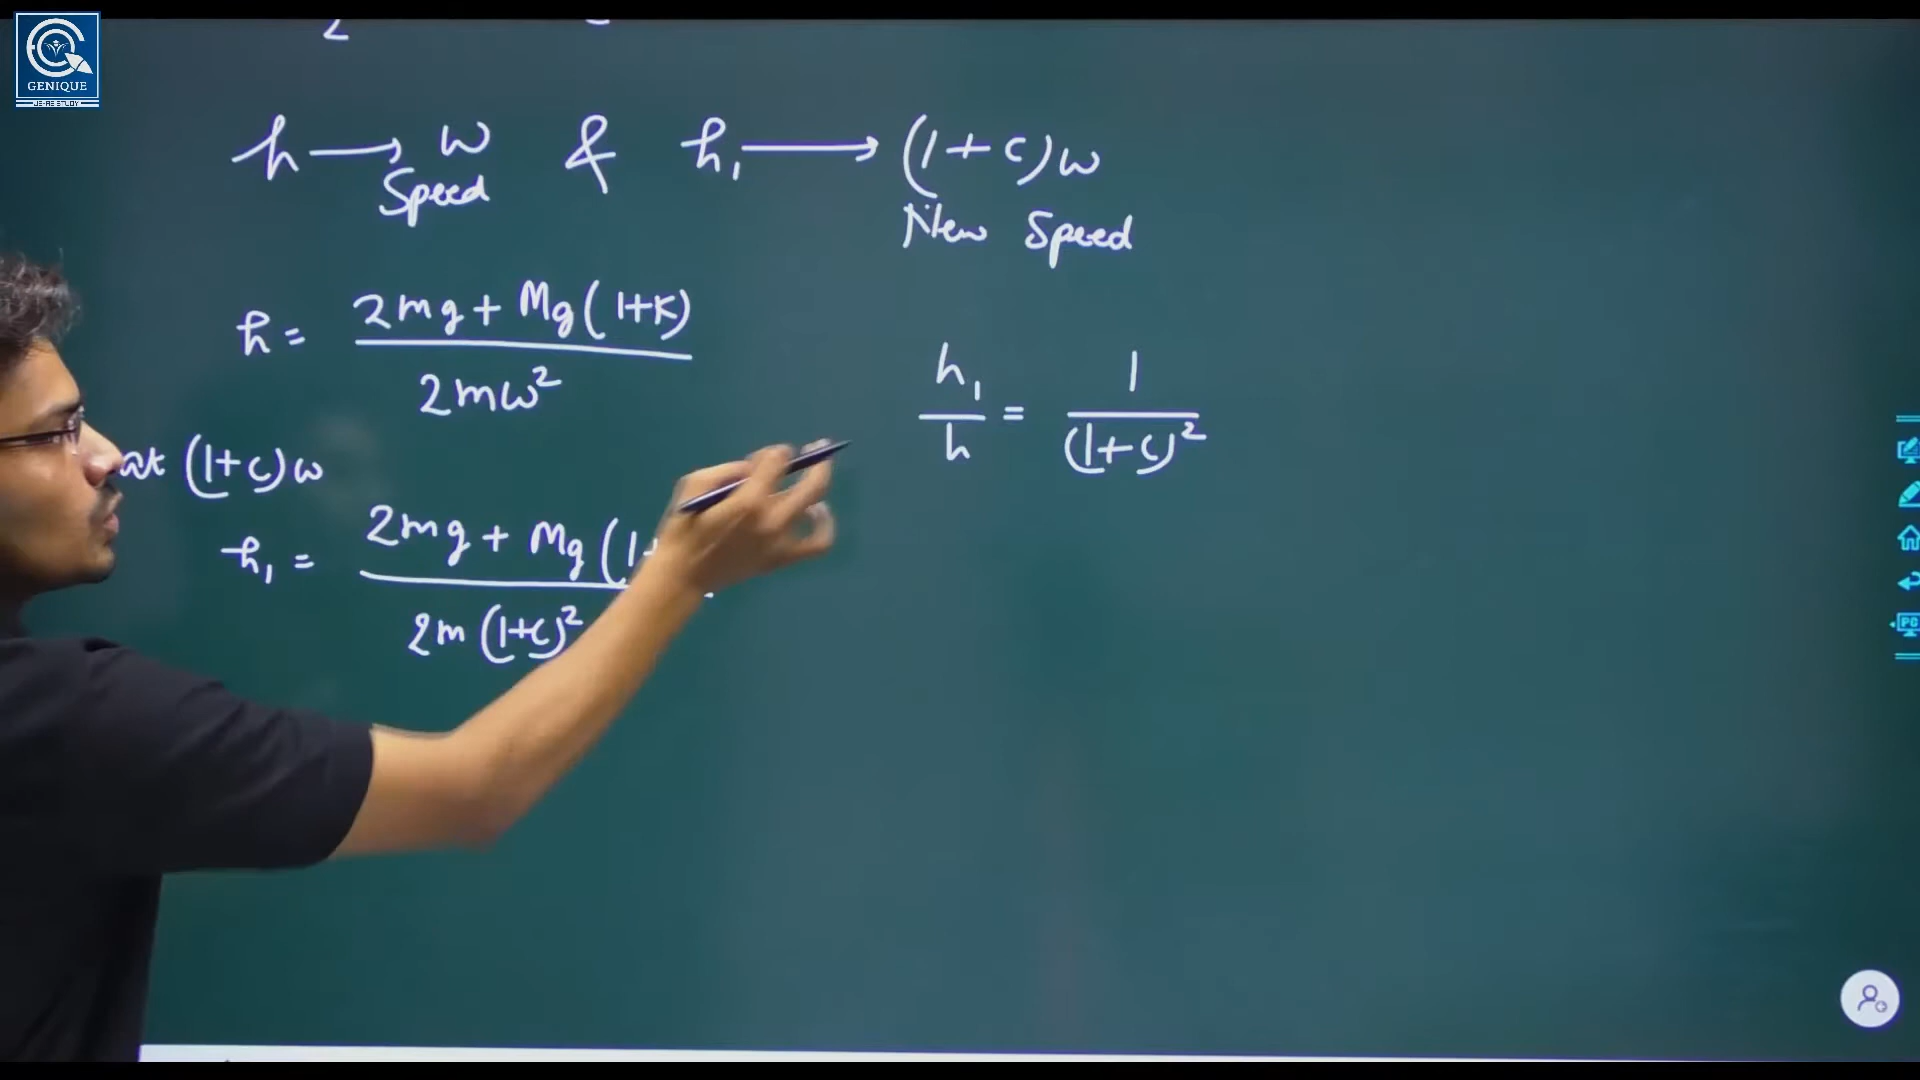 GENIQUE
h → ω & h₁ → (1+c)ω
Speed
New Speed
h = 2mg + Mg(1+K) / 2mω²
h₁/h = 1/(1+c)²
at (1+c)ω
h₁ = 2mg + Mg(1+ / 2m(1+c)²
PC